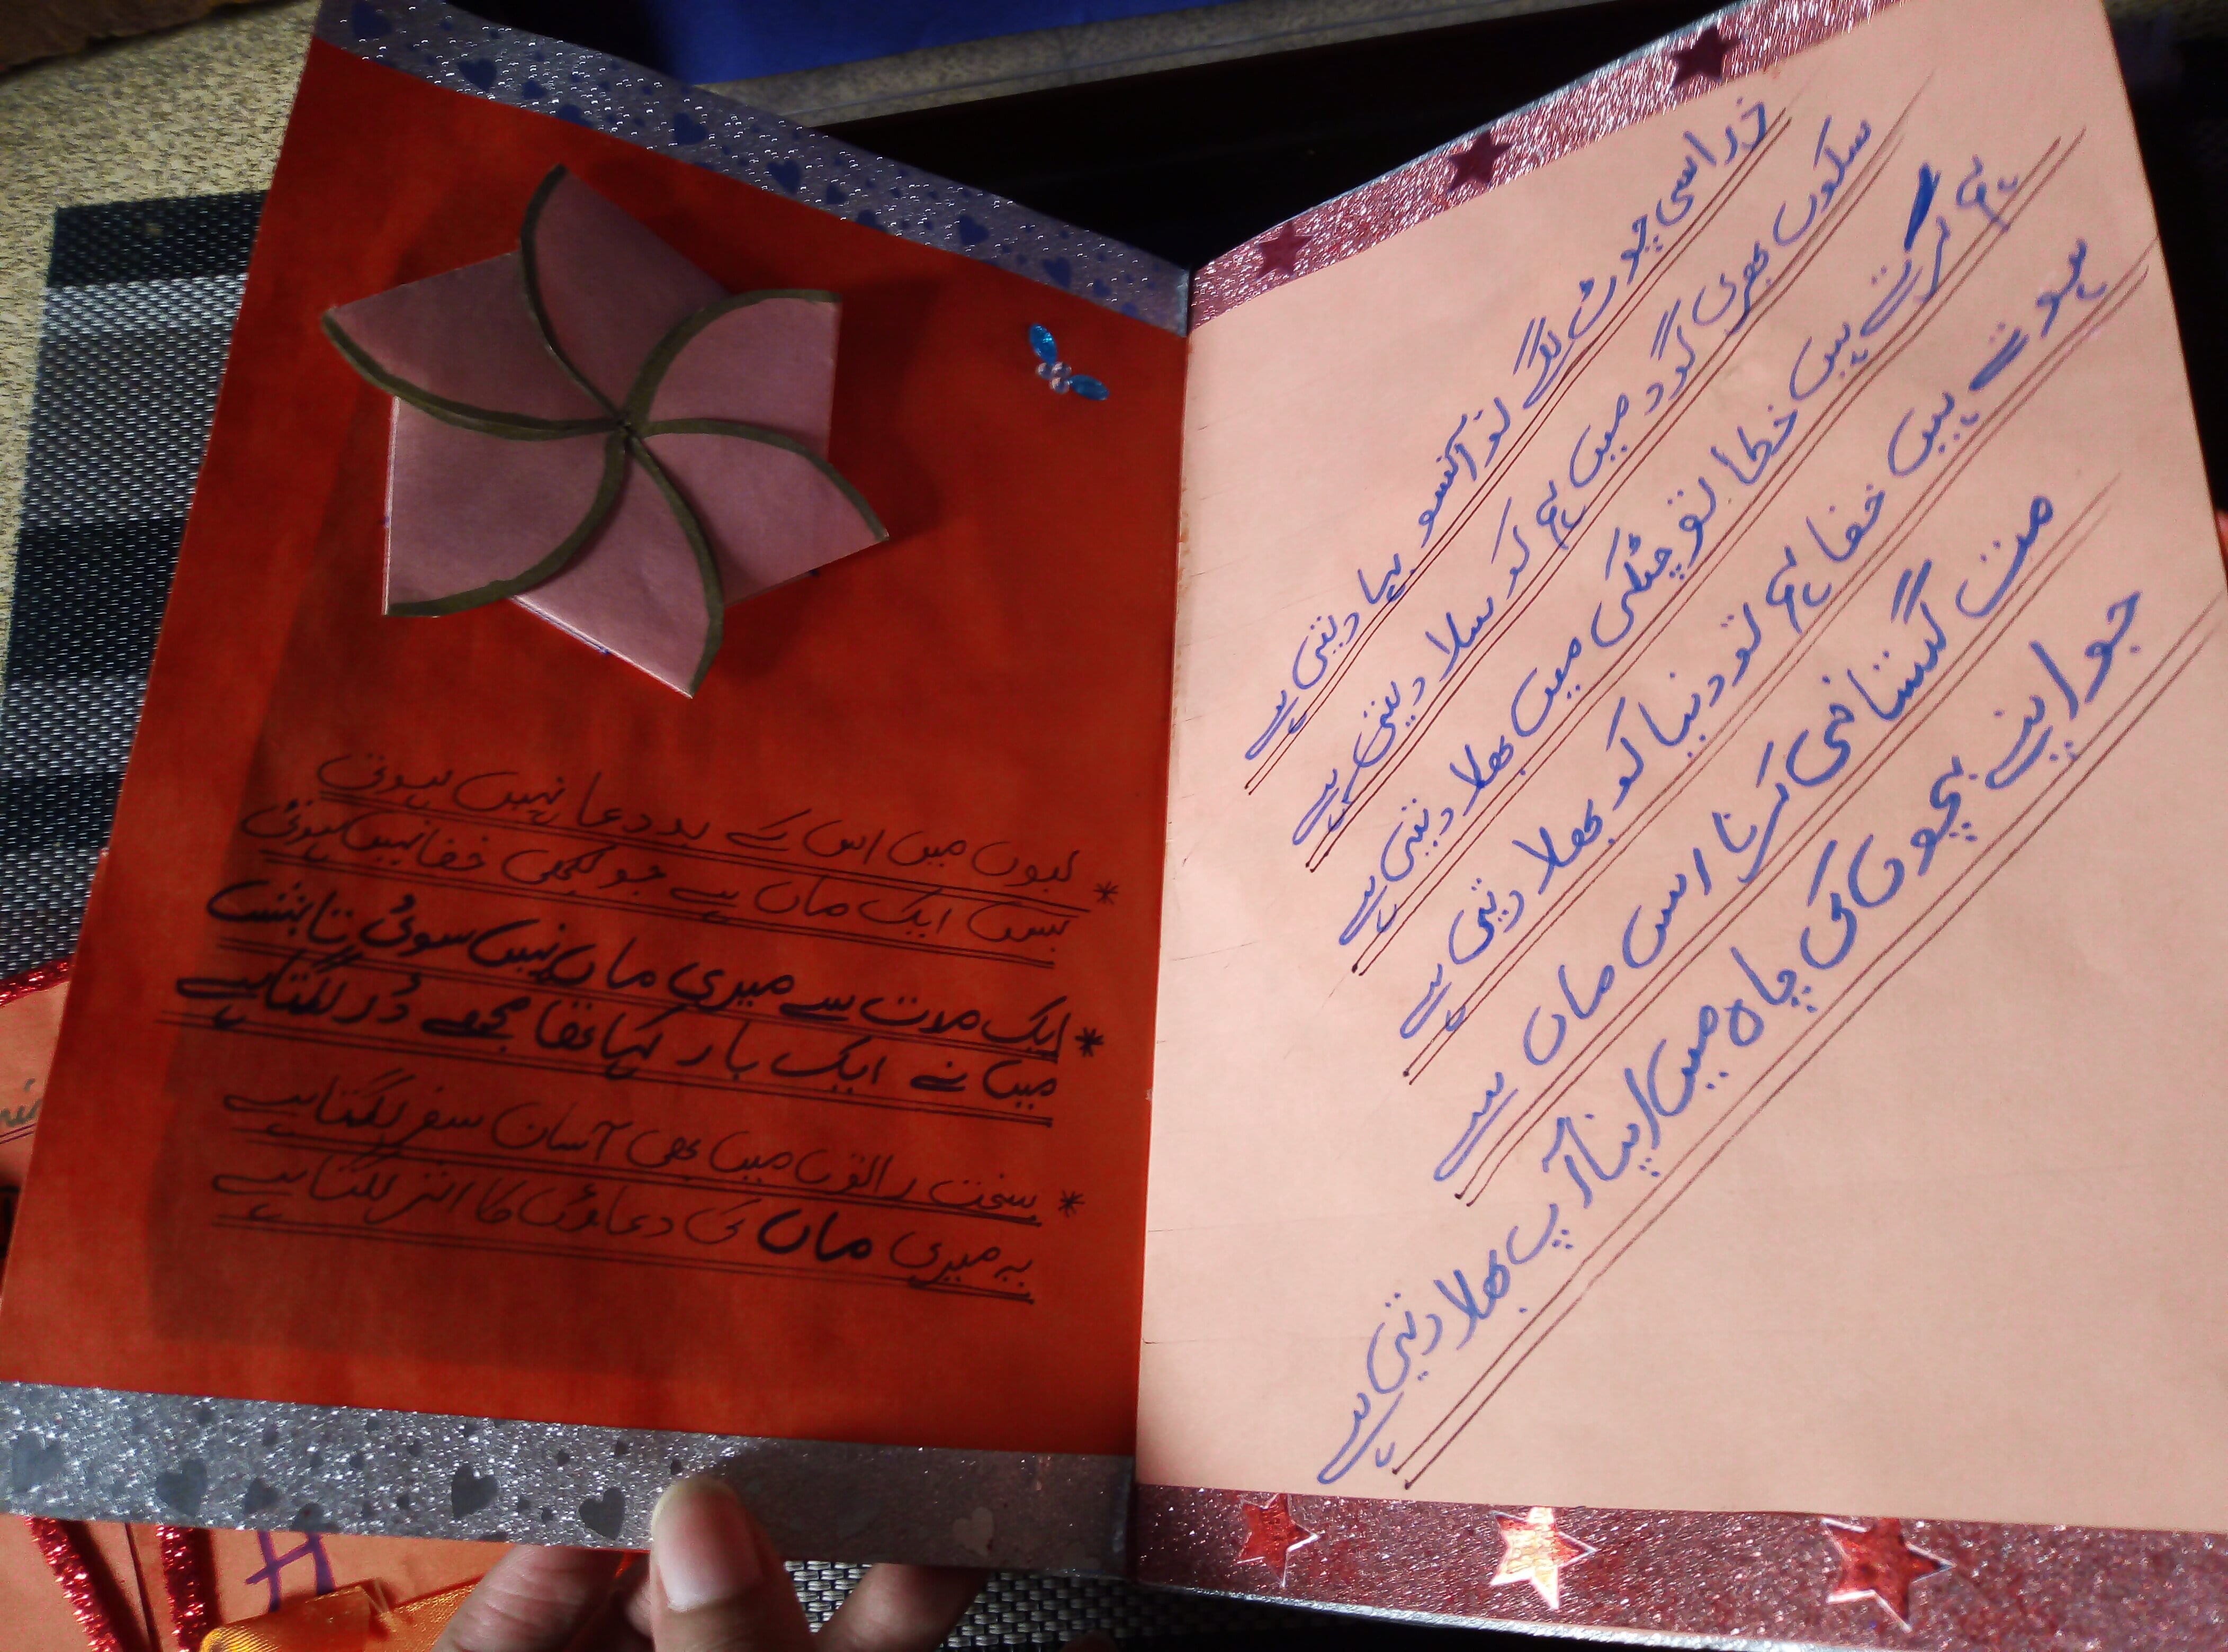 لبوں میں اس کے بددعا نہیں ہوتی
بس ایک ماں ہے جو کبھی خفا نہیں ہوتی
ایک مدت سے میری ماں نہیں سوئی تابش
میں نے ایک بار کہا تھا مجھے ڈر لگتا ہے
سخت راتوں میں بھی آسان سفر لگتا ہے
یہ میری ماں کی دعاؤں کا اثر لگتا ہے
ذرا سی چوٹ لگے تو آنسو بہا دیتی ہے
سکوں بھری گود میں ہم کو سلا دیتی ہے
ہم کرتے ہیں خطا تو چٹکی میں بھلا دیتی ہے
ہوتے ہیں خفا ہم تو دنیا کو بھلا دیتی ہے
مت گستاخی کرنا اس ماں سے
جو اپنے بچوں کی چاہ میں اپنا آپ بھلا دیتی ہے